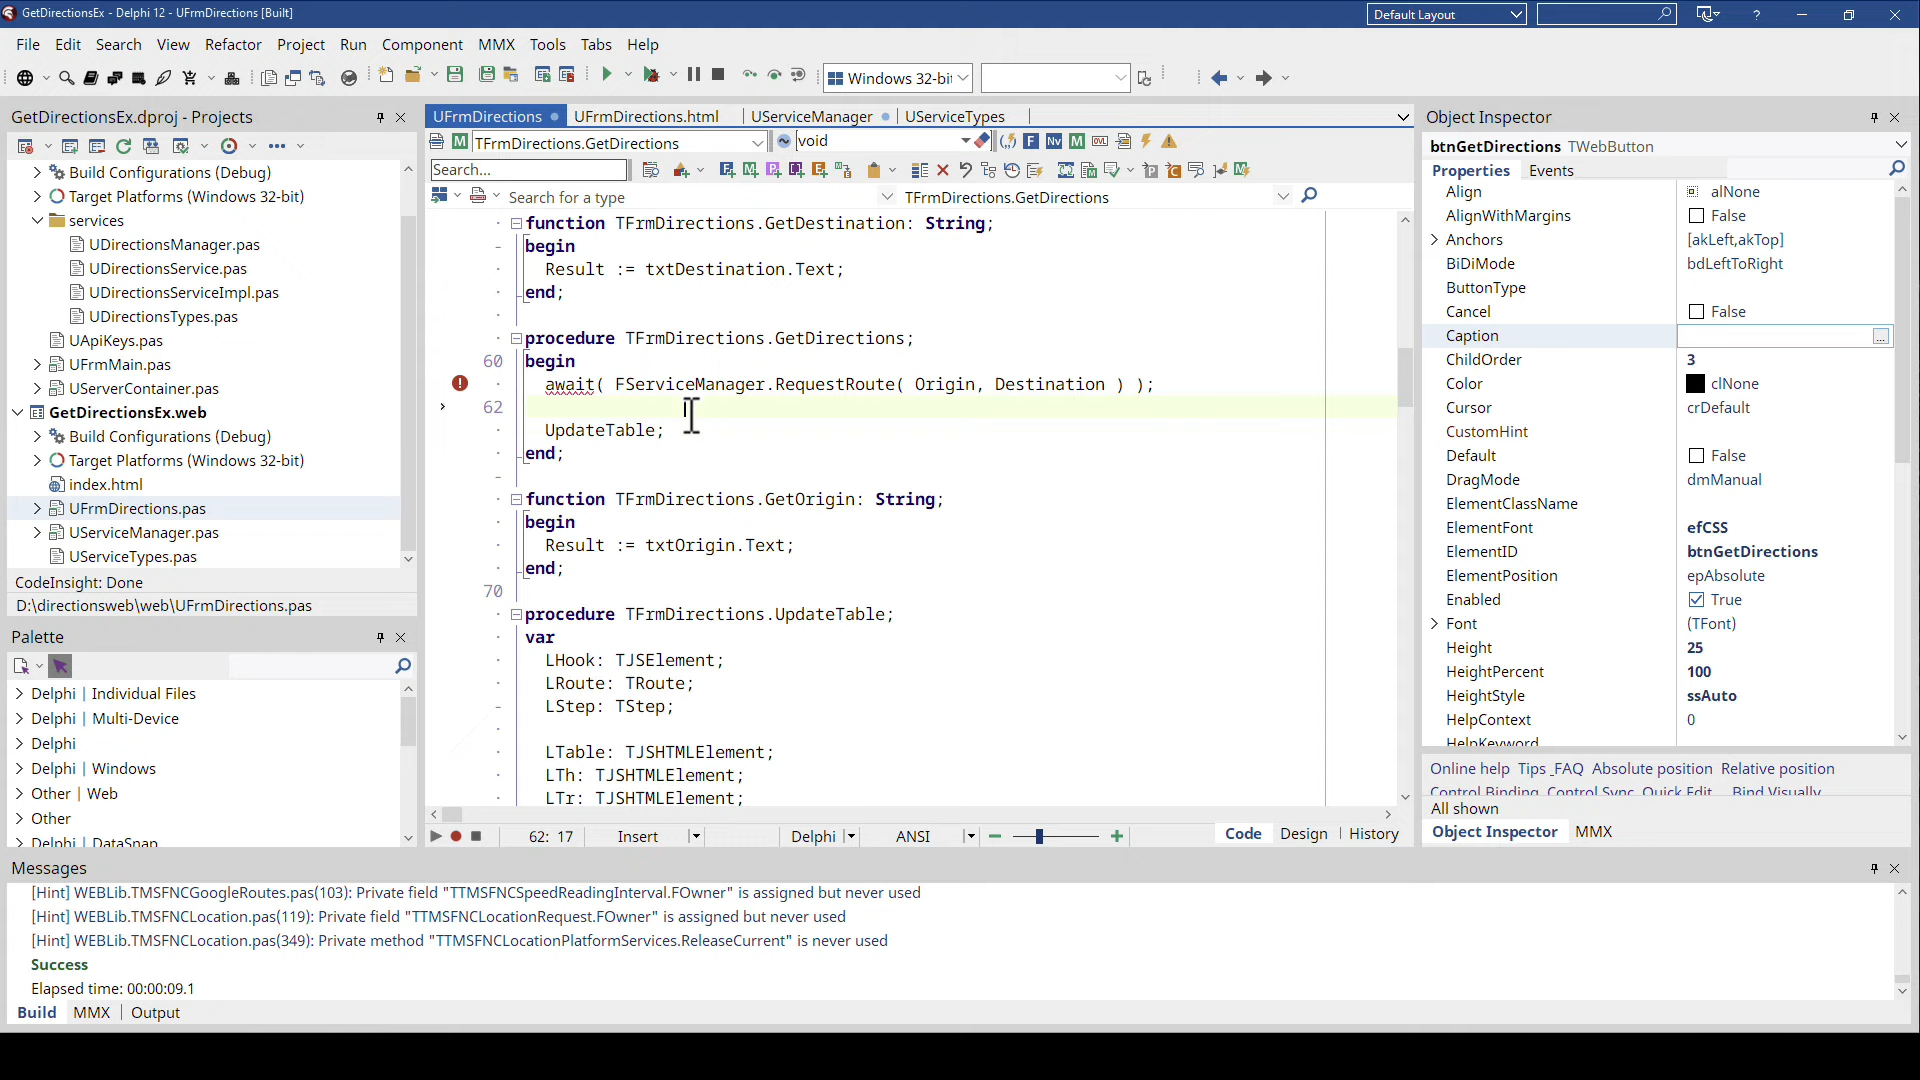 GetDirectionsEx - Delphi 12 - UFrmDirections [Built]
Default Layout
File Edit Search View Refactor Project Run Component MMX Tools Tabs Help
Windows 32-bit
GetDirectionsEx.dproj - Projects
Build Configurations (Debug)
Target Platforms (Windows 32-bit)
services
UDirectionsManager.pas
UDirectionsService.pas
UDirectionsServiceImpl.pas
UDirectionsTypes.pas
UApiKeys.pas
UFrmMain.pas
UServerContainer.pas
GetDirectionsEx.web
Build Configurations (Debug)
Target Platforms (Windows 32-bit)
index.html
UFrmDirections.pas
UServiceManager.pas
UServiceTypes.pas
CodeInsight: Done
D:\directionsweb\web\UFrmDirections.pas
Palette
Delphi | Individual Files
Delphi | Multi-Device
Delphi
Delphi | Windows
Other | Web
Other
Delphi | DataSnap
UFrmDirections UFrmDirections.html UServiceManager UServiceTypes
TFrmDirections.GetDirections void
Search...
Search for a type TFrmDirections.GetDirections
function TFrmDirections.GetDestination: String;
begin
Result := txtDestination.Text;
end;
procedure TFrmDirections.GetDirections;
60 begin
await( FServiceManager.RequestRoute( Origin, Destination ) );
62
UpdateTable;
end;
function TFrmDirections.GetOrigin: String;
begin
Result := txtOrigin.Text;
end;
70
procedure TFrmDirections.UpdateTable;
var
LHook: TJSElement;
LRoute: TRoute;
LStep: TStep;
LTable: TJSHTMLElement;
LTh: TJSHTMLElement;
LTr: TJSHTMLElement;
62: 17 Insert Delphi ANSI Code Design History
Object Inspector
btnGetDirections TWebButton
Properties Events
Align alNone
AlignWithMargins False
Anchors [akLeft,akTop]
BiDiMode bdLeftToRight
ButtonType
Cancel False
Caption ...
ChildOrder 3
Color clNone
Cursor crDefault
CustomHint
Default False
DragMode dmManual
ElementClassName
ElementFont efCSS
ElementID btnGetDirections
ElementPosition epAbsolute
Enabled True
Font (TFont)
Height 25
HeightPercent 100
HeightStyle ssAuto
HelpContext 0
HelpKeyword
Online help Tips FAQ Absolute position Relative position
Control Binding Control Sync Quick Edit... Bind Visually...
All shown
Object Inspector MMX
Messages
[Hint] WEBLib.TMSFNCGoogleRoutes.pas(103): Private field "TTMSFNCSpeedReadingInterval.FOwner" is assigned but never used
[Hint] WEBLib.TMSFNCLocation.pas(119): Private field "TTMSFNCLocationRequest.FOwner" is assigned but never used
[Hint] WEBLib.TMSFNCLocation.pas(349): Private method "TTMSFNCLocationPlatformServices.ReleaseCurrent" is never used
Success
Elapsed time: 00:00:09.1
Build MMX Output